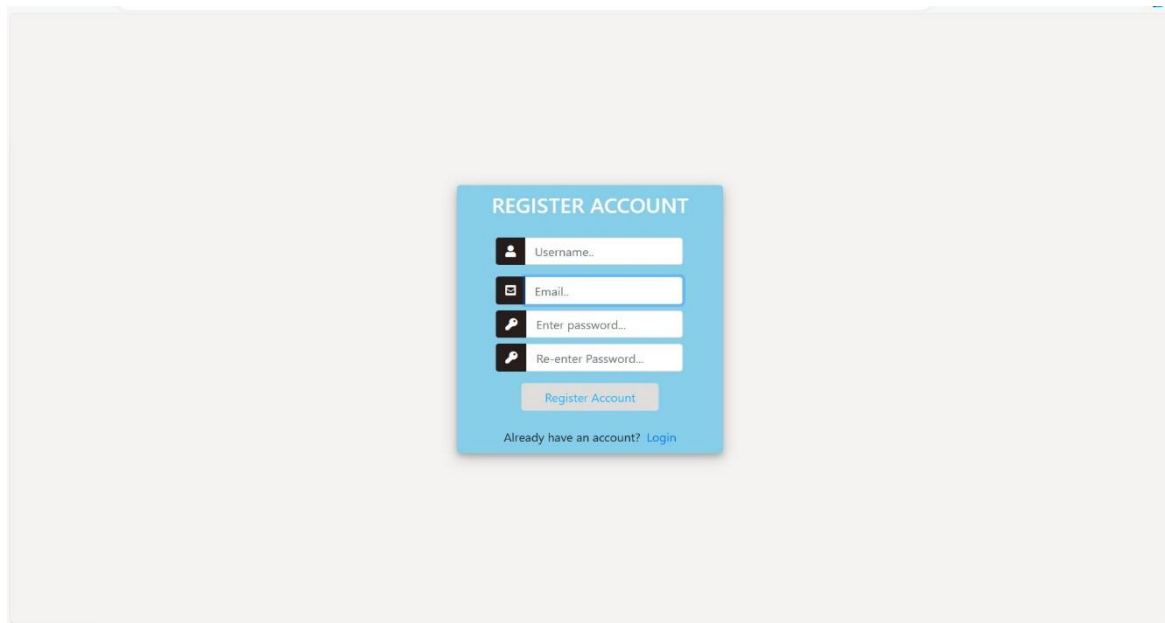 REGISTER ACCOUNT
Username..
Email..
Enter password...
Re-enter Password...
Register Account
Already have an account? Login